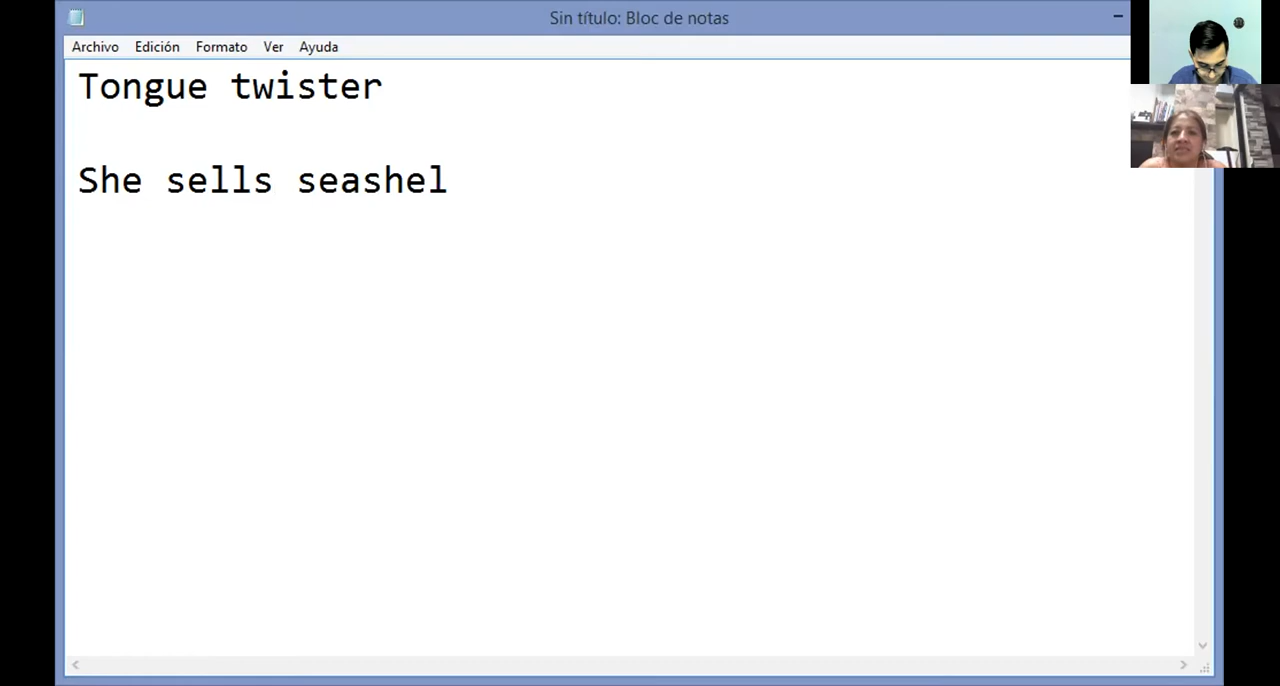 Sin título: Bloc de notas
Archivo Edición Formato Ver Ayuda
Tongue twister
She sells seashel